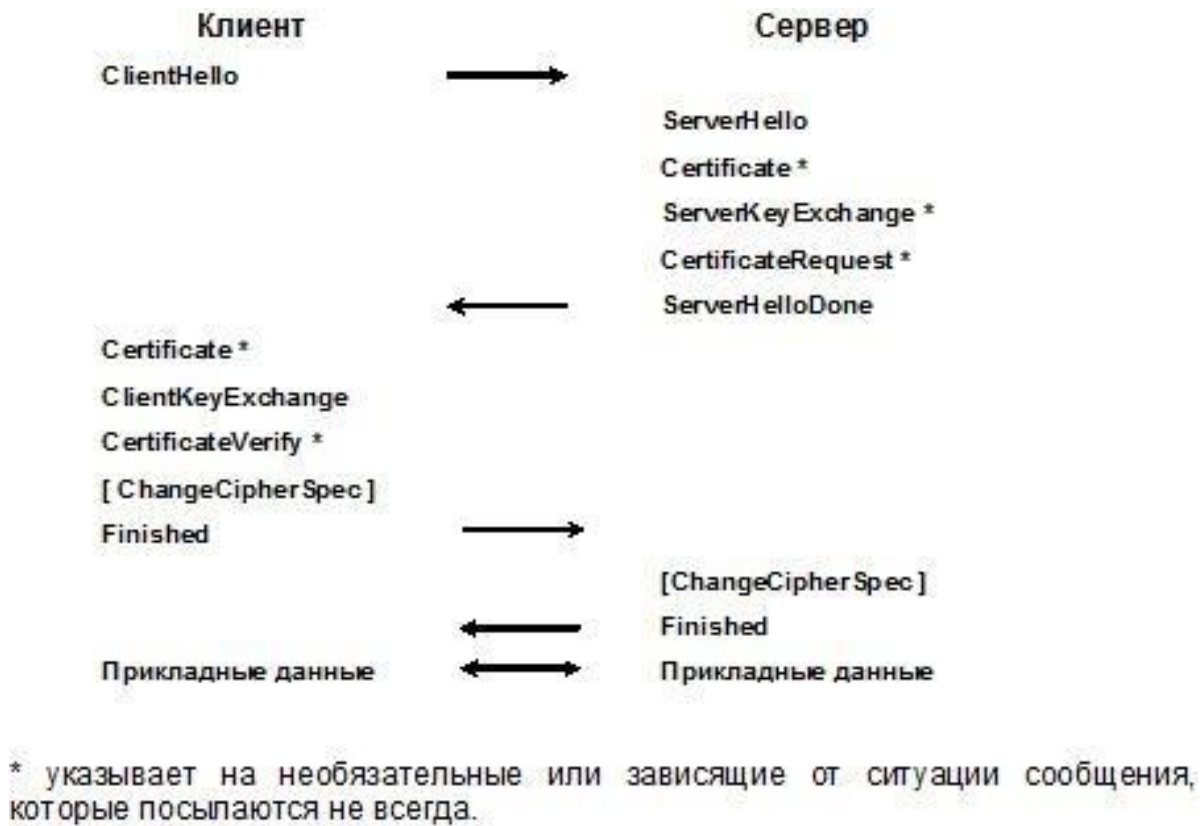 Клиент Сервер
ClientHello
ServerHello
Certificate *
ServerKeyExchange *
CertificateRequest *
ServerHelloDone
Certificate *
ClientKeyExchange
CertificateVerify *
[ ChangeCipherSpec ]
Finished
[ChangeCipherSpec ]
Finished
Прикладные данные Прикладные данные
* указывает на необязательные или зависящие от ситуации сообщения,
которые посылаются не всегда.